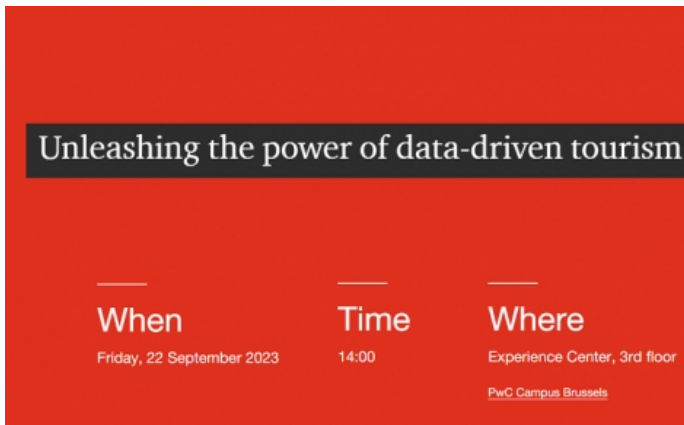 Unleashing the power of data-driven tourism
When
Friday, 22 September 2023
Time
14:00
Where
Experience Center, 3rd floor
PwC Campus Brussels